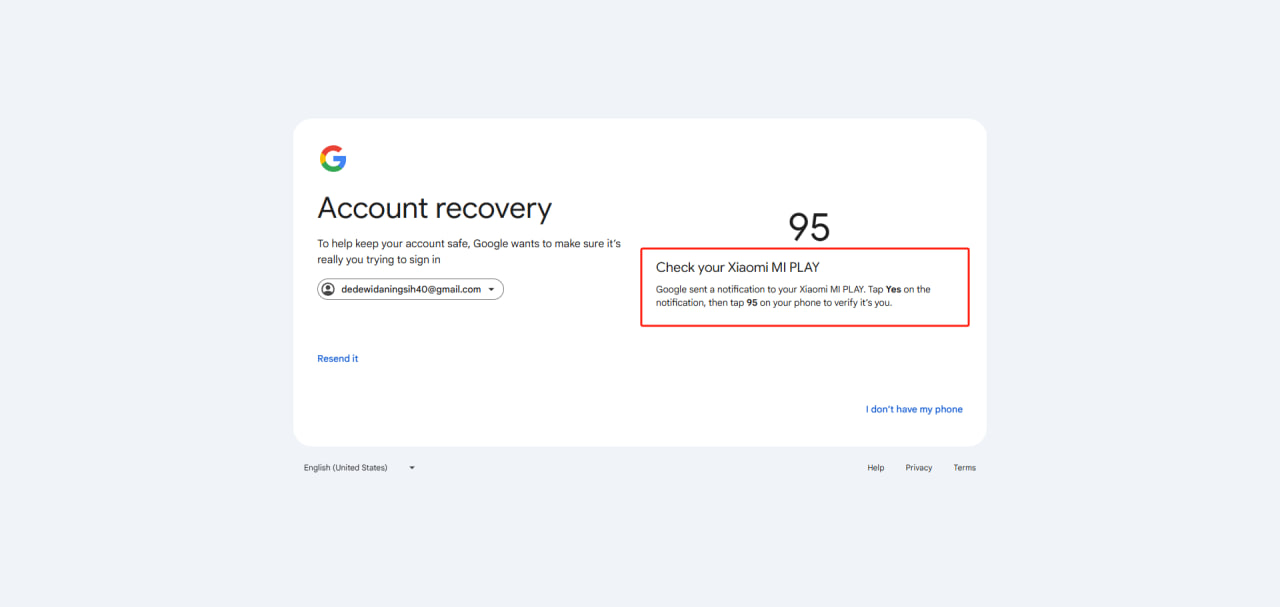 Account recovery
To help keep your account safe, Google wants to make sure it's
really you trying to sign in
dedewidaningsih40@gmail.com
Resend it
95
Check your Xiaomi MI PLAY
Google sent a notification to your Xiaomi MI PLAY. Tap Yes on the
notification, then tap 95 on your phone to verify it's you.
I don't have my phone
English (United States)
Help
Privacy
Terms